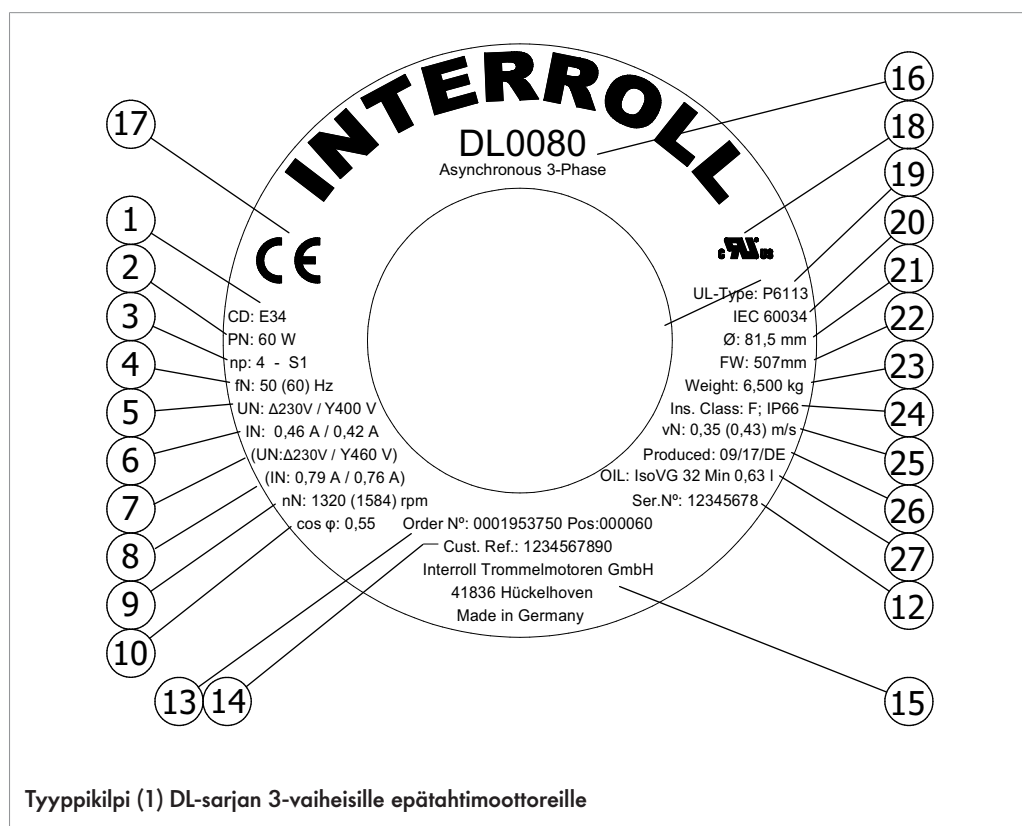 INTERROLL
DL0080
Asynchronous 3-Phase
16
17
18
19
1
20
2
21
3
22
4
23
5
24
6
25
7
26
8
27
9
12
10
13
14
15
CE
c RU us
UL-Type: P6113
CD: E34
IEC 60034
PN: 60 W
Ø: 81,5 mm
np: 4 - S1
FW: 507mm
fN: 50 (60) Hz
Weight: 6,500 kg
UN: Δ230V / Y400 V
Ins. Class: F; IP66
IN: 0,46 A / 0,42 A
vN: 0,35 (0,43) m/s
(UN:Δ230V / Y460 V)
Produced: 09/17/DE
(IN: 0,79 A / 0,76 A)
OIL: IsoVG 32 Min 0,63 l
nN: 1320 (1584) rpm
Ser.Nº: 12345678
cos φ: 0,55
Order Nº: 0001953750 Pos:000060
Cust. Ref.: 1234567890
Interroll Trommelmotoren GmbH
41836 Hückelhoven
Made in Germany
Tyyppikilpi (1) DL-sarjan 3-vaiheisille epätahtimoottoreille